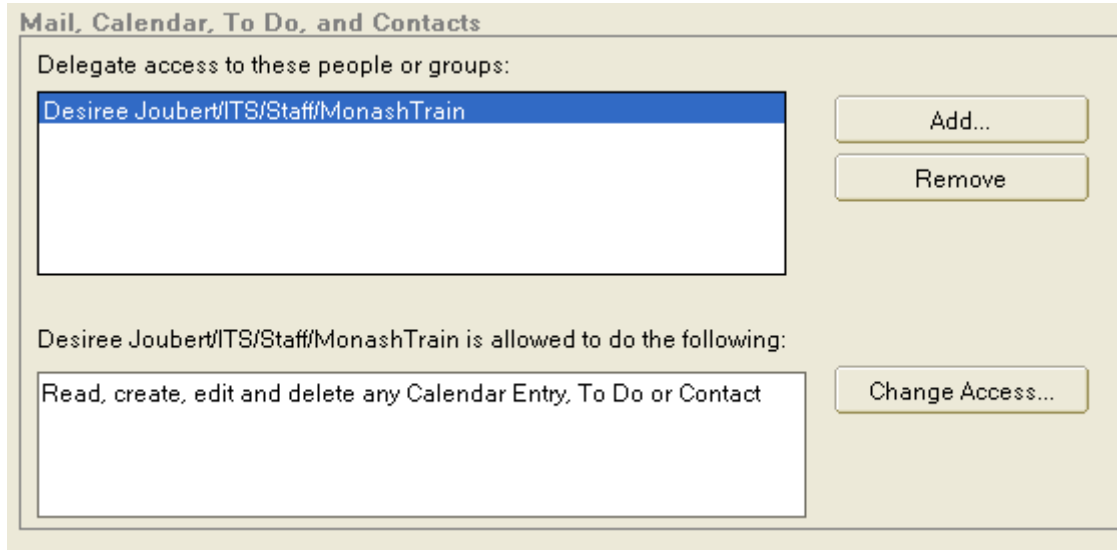 Mail, Calendar, To Do, and Contacts
Delegate access to these people or groups:
Desiree Joubert/ITS/Staff/MonashTrain
Add...
Remove
Desiree Joubert/ITS/Staff/MonashTrain is allowed to do the following:
Read, create, edit and delete any Calendar Entry, To Do or Contact
Change Access...